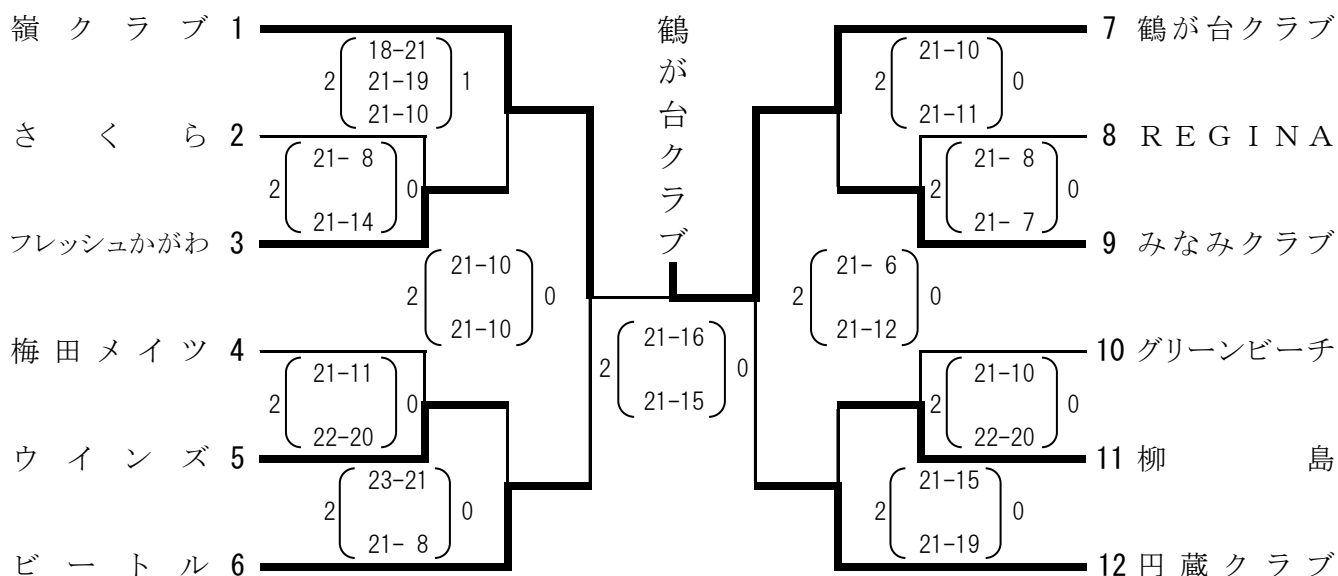 嶺クラブ 1
18-21
2 21-19 1
21-10
さくら 2
21- 8
2 0
21-14
フレッシュかがわ 3
21-10
2 0
21-10
梅田メイツ 4
21-11
2 0
22-20
ウインズ 5
23-21
2 0
21- 8
ビートル 6
鶴が台クラブ
21-16
2 0
21-15
7 鶴が台クラブ
21-10
2 0
21-11
8 ＲＥＧＩＮＡ
21- 8
2 0
21- 7
9 みなみクラブ
21- 6
2 0
21-12
10 グリーンビーチ
21-10
2 0
22-20
11 柳島
21-15
2 0
21-19
12 円蔵クラブ